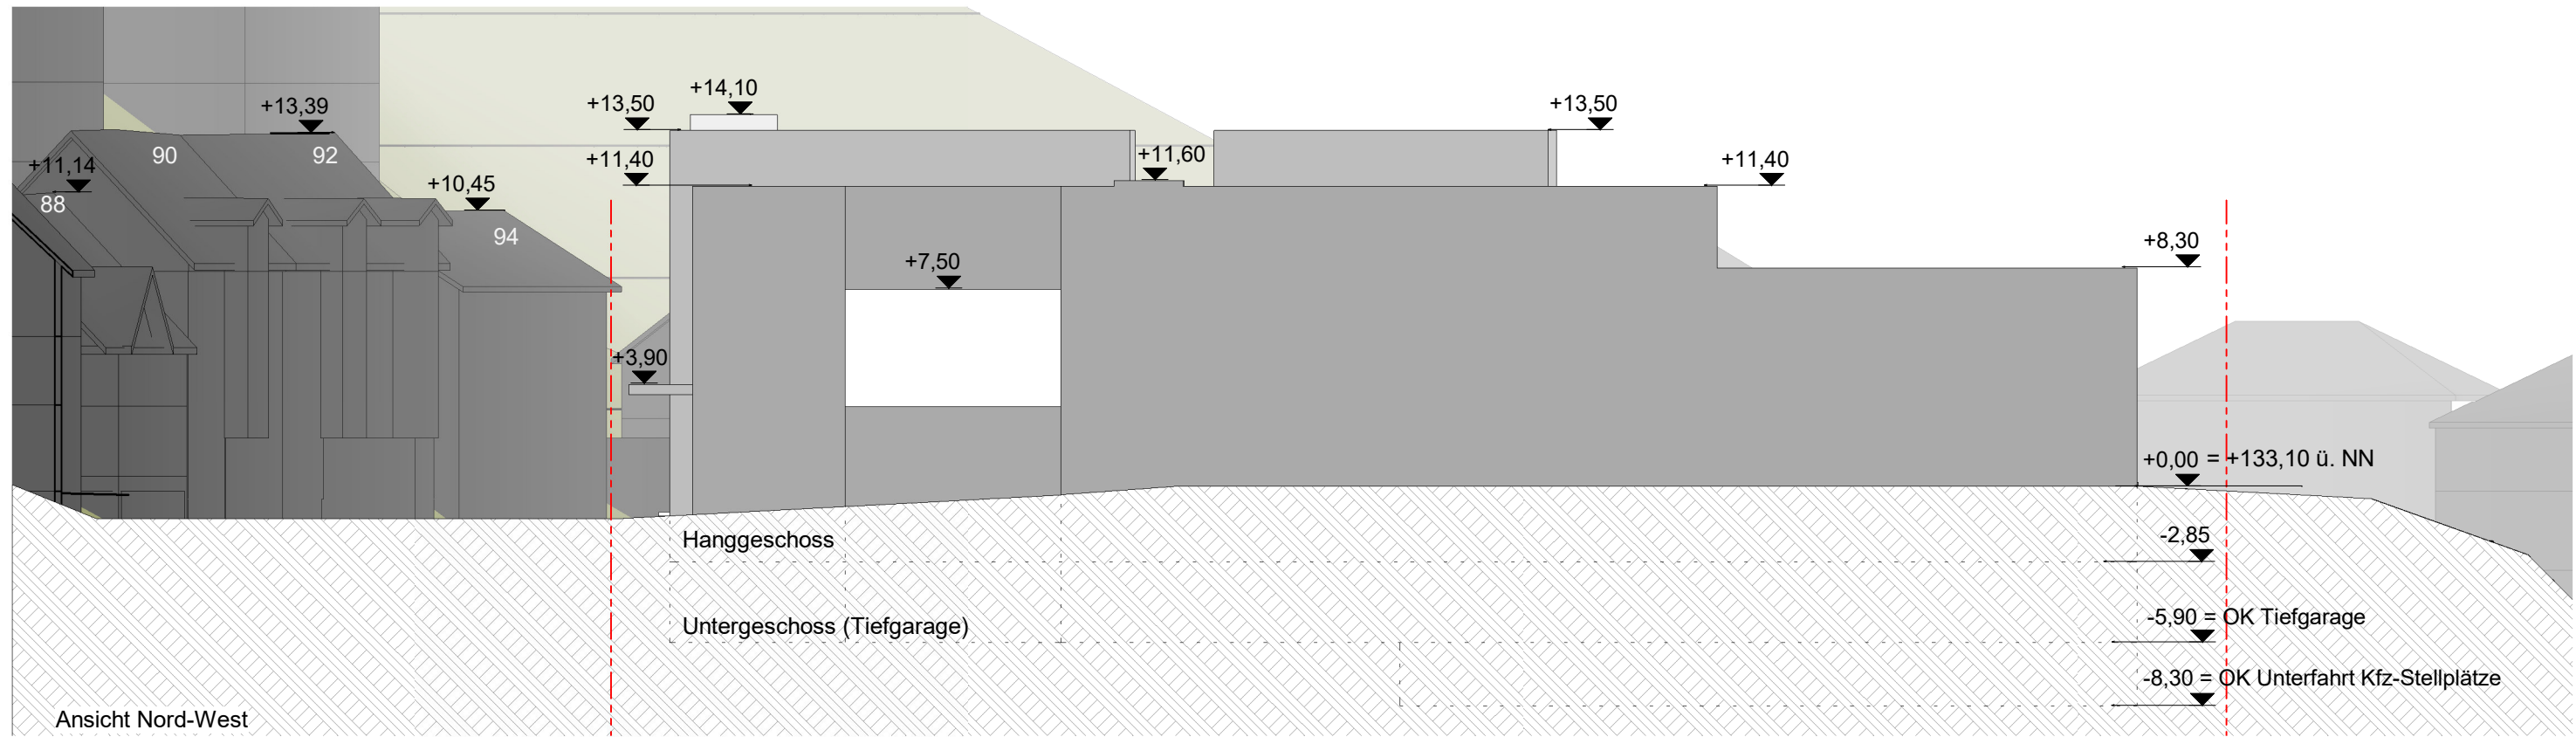 +14,10
+13,50
+13,50
+13,39
90
92
+11,60
+11,40
+11,40
+11,14
+10,45
88
94
+8,30
+7,50
+3,90
+0,00 = +133,10 ü. NN
Hanggeschoss
-2,85
Untergeschoss (Tiefgarage)
-5,90 = OK Tiefgarage
-8,30 = OK Unterfahrt Kfz-Stellplätze
Ansicht Nord-West